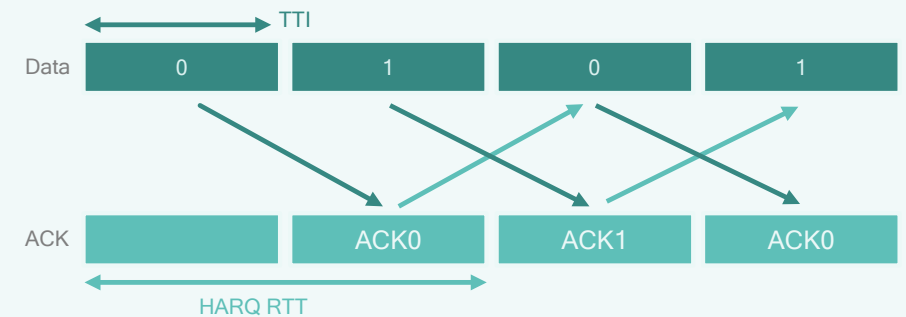 TTI
Data 0 1 0 1
ACK ACK0 ACK1 ACK0
HARQ RTT